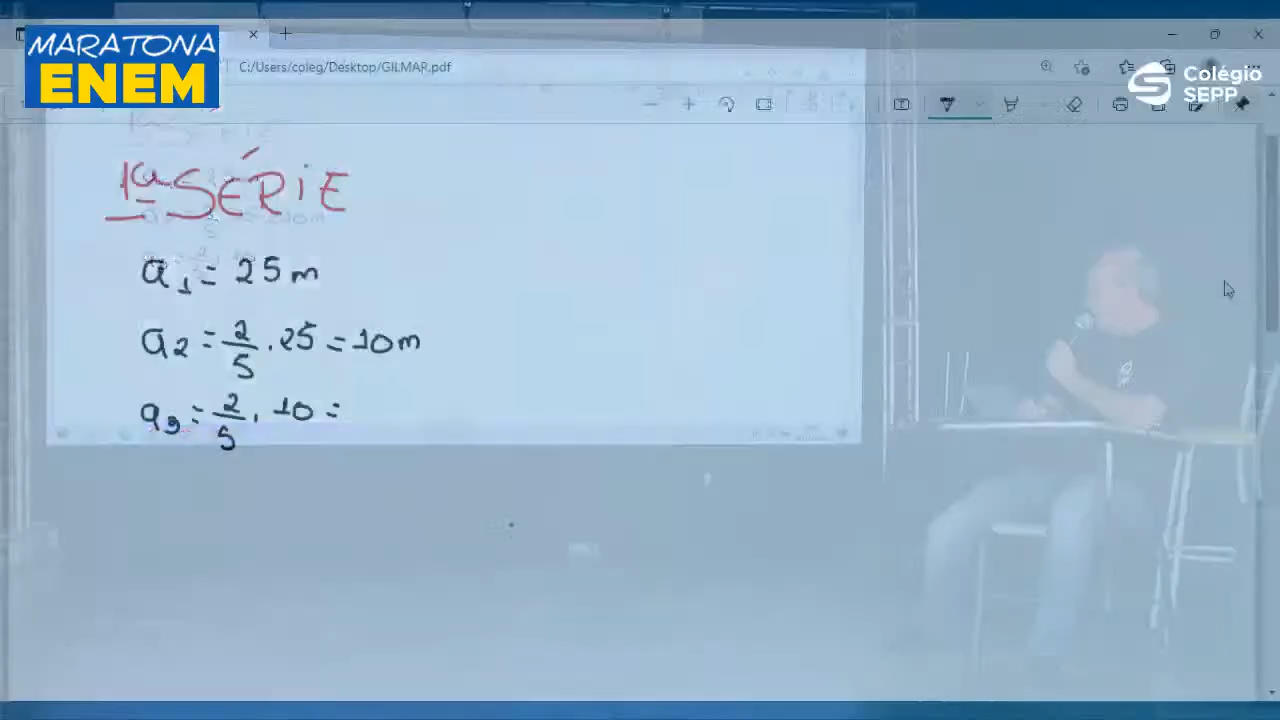 MARATONA
ENEM
C:/Users/coleg/Desktop/GILMAR.pdf
Colégio
SEPP
1ª SÉRIE
a₁ = 25 m
a₂ = 2/5 . 25 = 10 m
a₃ = 2/5 . 10 =